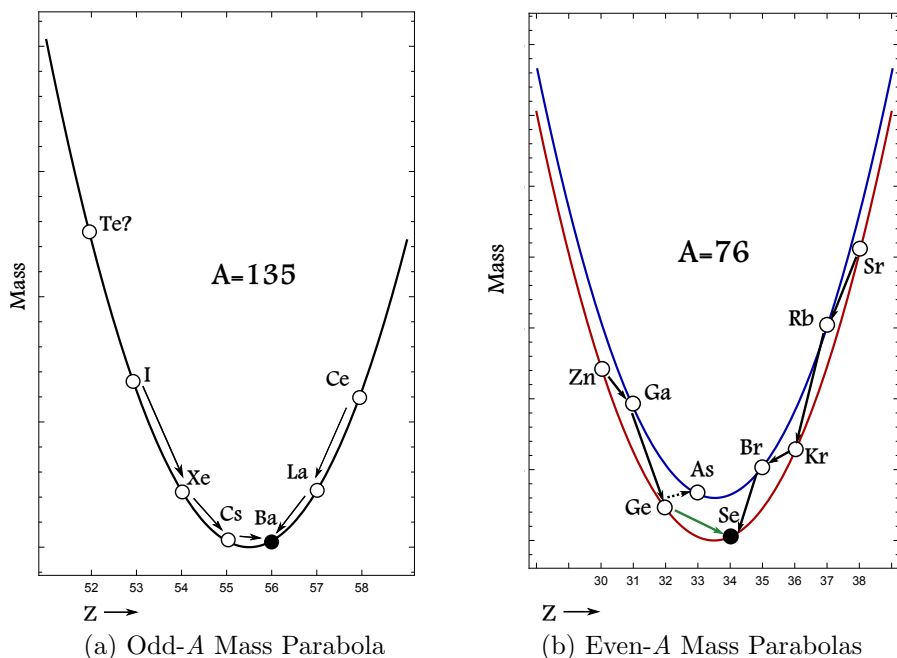 Mass
A=135
Te?
I
Ce
Xe
La
Cs
Ba
52
53
54
55
56
57
58
Z
(a) Odd-A Mass Parabola
Mass
A=76
Sr
Rb
Zn
Ga
Br
Kr
As
Ge
Se
30
31
32
33
34
35
36
37
38
Z
(b) Even-A Mass Parabolas